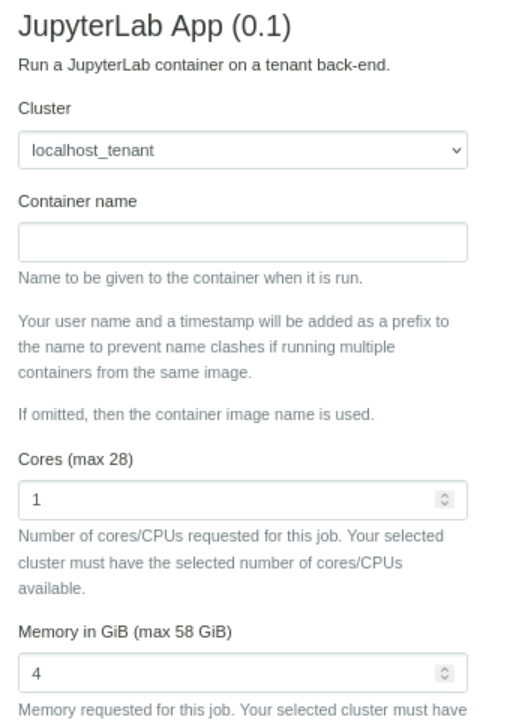 JupyterLab App (0.1)
Run a JupyterLab container on a tenant back-end.
Cluster
localhost_tenant
Container name
Name to be given to the container when it is run.
Your user name and a timestamp will be added as a prefix to
the name to prevent name clashes if running multiple
containers from the same image.
If omitted, then the container image name is used.
Cores (max 28)
1
Number of cores/CPUs requested for this job. Your selected
cluster must have the selected number of cores/CPUs
available.
Memory in GiB (max 58 GiB)
4
Memory requested for this job. Your selected cluster must have